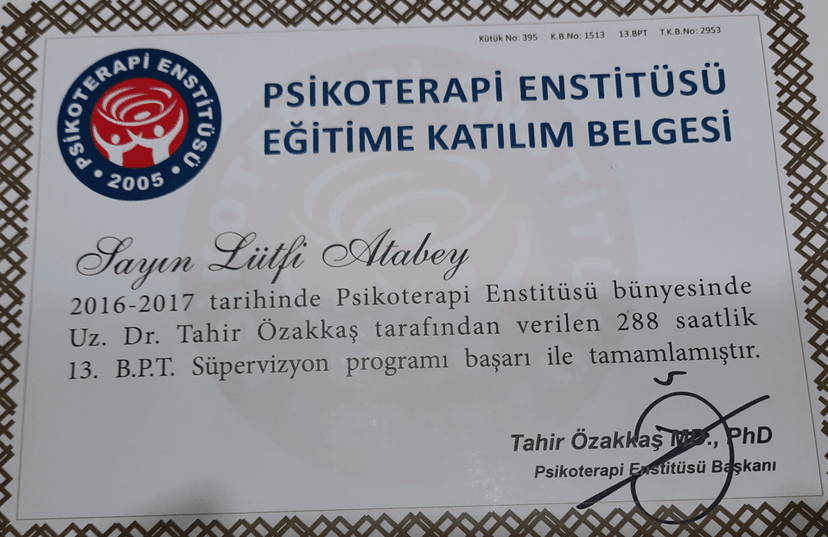 Kütük No: 395 K.B.No: 1513 13.BPT T.K.B.No: 2953
PSİKOTERAPİ ENSTİTÜSÜ
2005
PSİKOTERAPİ ENSTİTÜSÜ
EĞİTİME KATILIM BELGESİ
Sayın Lütfi Atabey
2016-2017 tarihinde Psikoterapi Enstitüsü bünyesinde
Uz. Dr. Tahir Özakkaş tarafından verilen 288 saatlik
13. B.P.T. Süpervizyon programı başarı ile tamamlamıştır.
Tahir Özakkaş MD., PhD
Psikoterapi Enstitüsü Başkanı